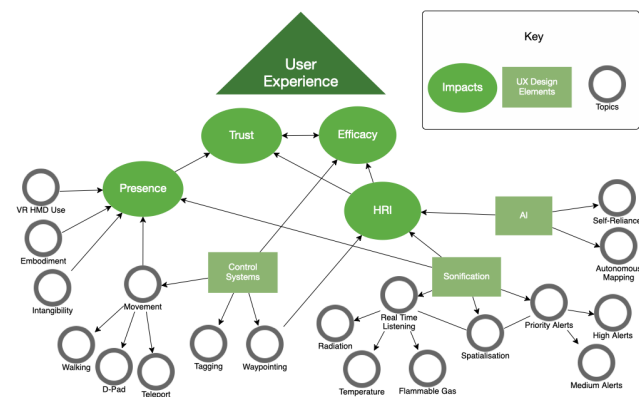 Key
User
Experience
Impacts
UX Design
Elements
Topics
Trust
Efficacy
Presence
VR HMD Use
HRI
AI
Self-Reliance
Embodiment
Autonomous
Mapping
Control
Systems
Sonification
Intangibility
Movement
Real Time
Listening
Priority Alerts
Radiation
Spatialisation
High Alerts
Walking
D-Pad
Teleport
Tagging
Waypointing
Temperature
Flammable Gas
Medium Alerts